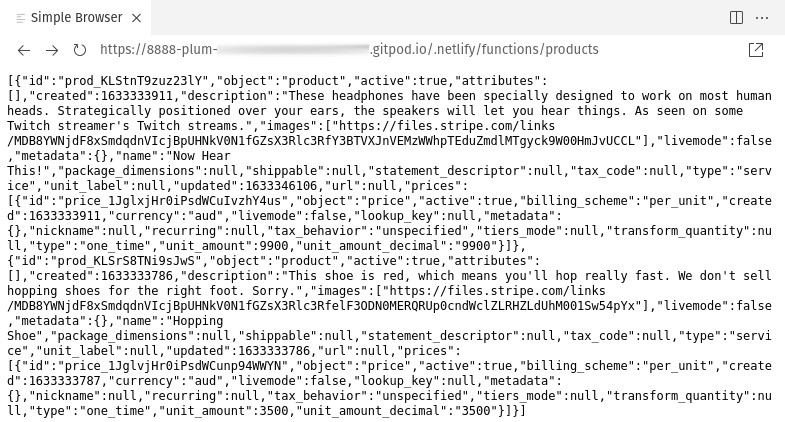 Simple Browser
https://8888-plum- .gitpod.io/.netlify/functions/products
[{"id":"prod_KLStnT9zuz23lY","object":"product","active":true,"attributes":
[],"created":1633333911,"description":"These headphones have been specially designed to work on most human
heads. Strategically positioned over your ears, the speakers will let you hear things. As seen on some
Twitch streamer's Twitch streams.","images":["https://files.stripe.com/links
/MDB8YWNjdF8xSmdqdnVIcjBpUHNkV0N1fGZsX3Rlc3RfY3BTVXJnVEMzWWhpTEduZmdlMTgyck9W00HmJvUCCL"],"livemode":false
,"metadata":{},"name":"Now Hear
This!","package_dimensions":null,"shippable":null,"statement_descriptor":null,"tax_code":null,"type":"serv
ice","unit_label":null,"updated":1633346106,"url":null,"prices":
[{"id":"price_1JglxjHr0iPsdWCuIvzhY4us","object":"price","active":true,"billing_scheme":"per_unit","create
d":1633333911,"currency":"aud","livemode":false,"lookup_key":null,"metadata":
{},"nickname":null,"recurring":null,"tax_behavior":"unspecified","tiers_mode":null,"transform_quantity":nu
ll,"type":"one_time","unit_amount":9900,"unit_amount_decimal":"9900"}]},
{"id":"prod_KLSrS8TNi9sJwS","object":"product","active":true,"attributes":
[],"created":1633333786,"description":"This shoe is red, which means you'll hop really fast. We don't sell
hopping shoes for the right foot. Sorry.","images":["https://files.stripe.com/links
/MDB8YWNjdF8xSmdqdnVIcjBpUHNkV0N1fGZsX3Rlc3RfelF3ODN0MERQRUp0cndWclZLRHZLdUhM001Sw54pYx"],"livemode":false
,"metadata":{},"name":"Hopping
Shoe","package_dimensions":null,"shippable":null,"statement_descriptor":null,"tax_code":null,"type":"servi
ce","unit_label":null,"updated":1633333786,"url":null,"prices":
[{"id":"price_1JglvjHr0iPsdWCunp94WWYN","object":"price","active":true,"billing_scheme":"per_unit","create
d":1633333787,"currency":"aud","livemode":false,"lookup_key":null,"metadata":
{},"nickname":null,"recurring":null,"tax_behavior":"unspecified","tiers_mode":null,"transform_quantity":nu
ll,"type":"one_time","unit_amount":3500,"unit_amount_decimal":"3500"}]}]